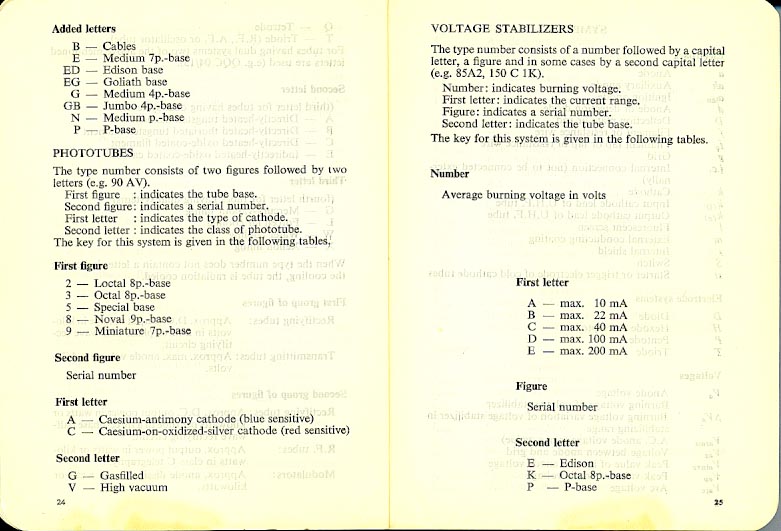 Added letters
B — Cables
E — Medium 7p.-base
ED — Edison base
EG — Goliath base
G — Medium 4p.-base
GB — Jumbo 4p.-base
N — Medium p.-base
P — P-base
PHOTOTUBES
The type number consists of two figures followed by two
letters (e.g. 90 AV).
First figure : indicates the tube base.
Second figure: indicates a serial number.
First letter : indicates the type of cathode.
Second letter : indicates the class of phototube.
The key for this system is given in the following tables.
First figure
2 — Loctal 8p.-base
3 — Octal 8p.-base
5 — Special base
8 — Noval 9p.-base
9 — Miniature 7p.-base
Second figure
Serial number
First letter
A — Caesium-antimony cathode (blue sensitive)
C — Caesium-on-oxidized-silver cathode (red sensitive)
Second letter
G — Gasfilled
V — High vacuum
24
VOLTAGE STABILIZERS
The type number consists of a number followed by a capital
letter, a figure and in some cases by a second capital letter
(e.g. 85A2, 150 C 1K).
Number: indicates burning voltage.
First letter: indicates the current range.
Figure: indicates a serial number.
Second letter: indicates the tube base.
The key for this system is given in the following tables.
Number
Average burning voltage in volts
First letter
A — max. 10 mA
B — max. 22 mA
C — max. 40 mA
D — max. 100 mA
E — max. 200 mA
Figure
Serial number
Second letter
E — Edison
K — Octal 8p.-base
P — P-base
25